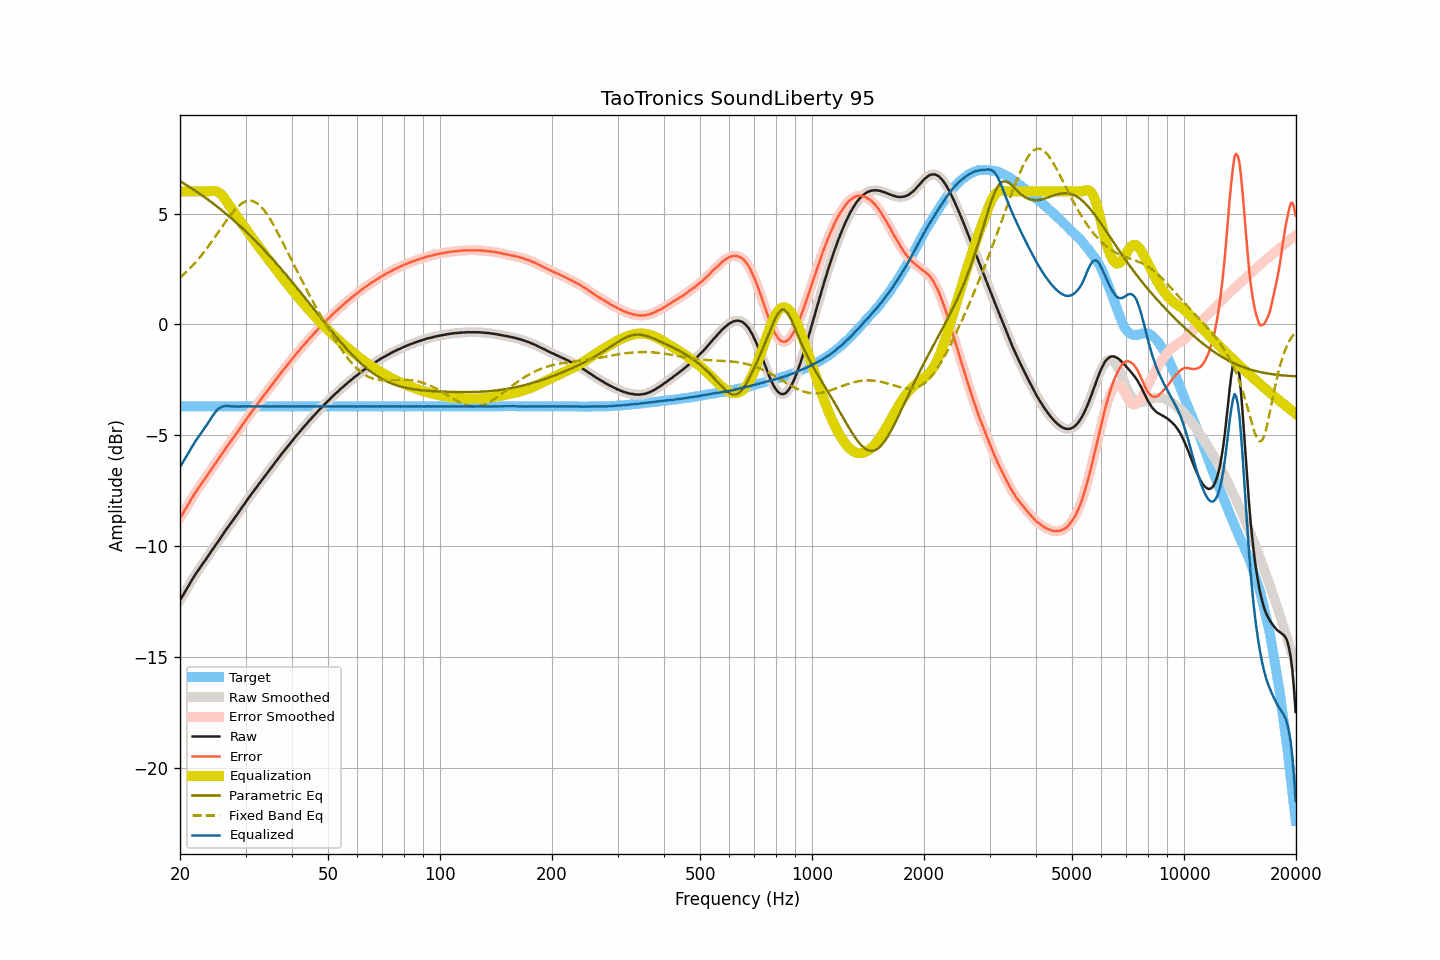 TaoTronics SoundLiberty 95
Amplitude (dBr)
5
0
−5
−10
−15
−20
Target
Raw Smoothed
Error Smoothed
Raw
Error
Equalization
Parametric Eq
Fixed Band Eq
Equalized
20 50 100 200 500 1000 2000 5000 10000 20000
Frequency (Hz)